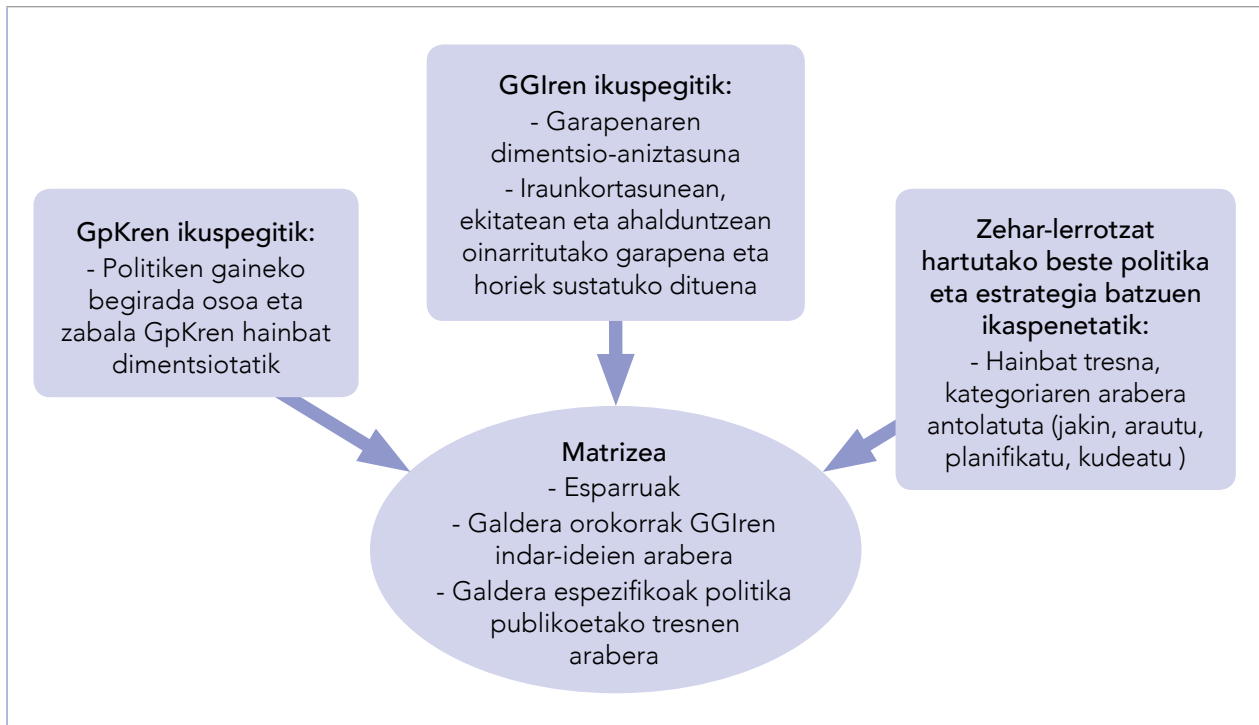 GpKren ikuspegitik:
- Politiken gaineko
begirada osoa eta
zabala GpKren hainbat
dimentsiotatik
GGIren ikuspegitik:
- Garapenaren
dimentsio-aniztasuna
- Iraunkortasunean,
ekitatean eta ahalduntzean
oinarritutako garapena eta
horiek sustatuko dituena
Zehar-lerrotzat
hartutako beste politika
eta estrategia batzuen
ikaspenetatik:
- Hainbat tresna,
kategoriaren arabera
antolatuta (jakin, arautu,
planifikatu, kudeatu )
Matrizea
- Esparruak
- Galdera orokorrak GGIren
indar-ideien arabera
- Galdera espezifikoak politika
publikoetako tresnen
arabera